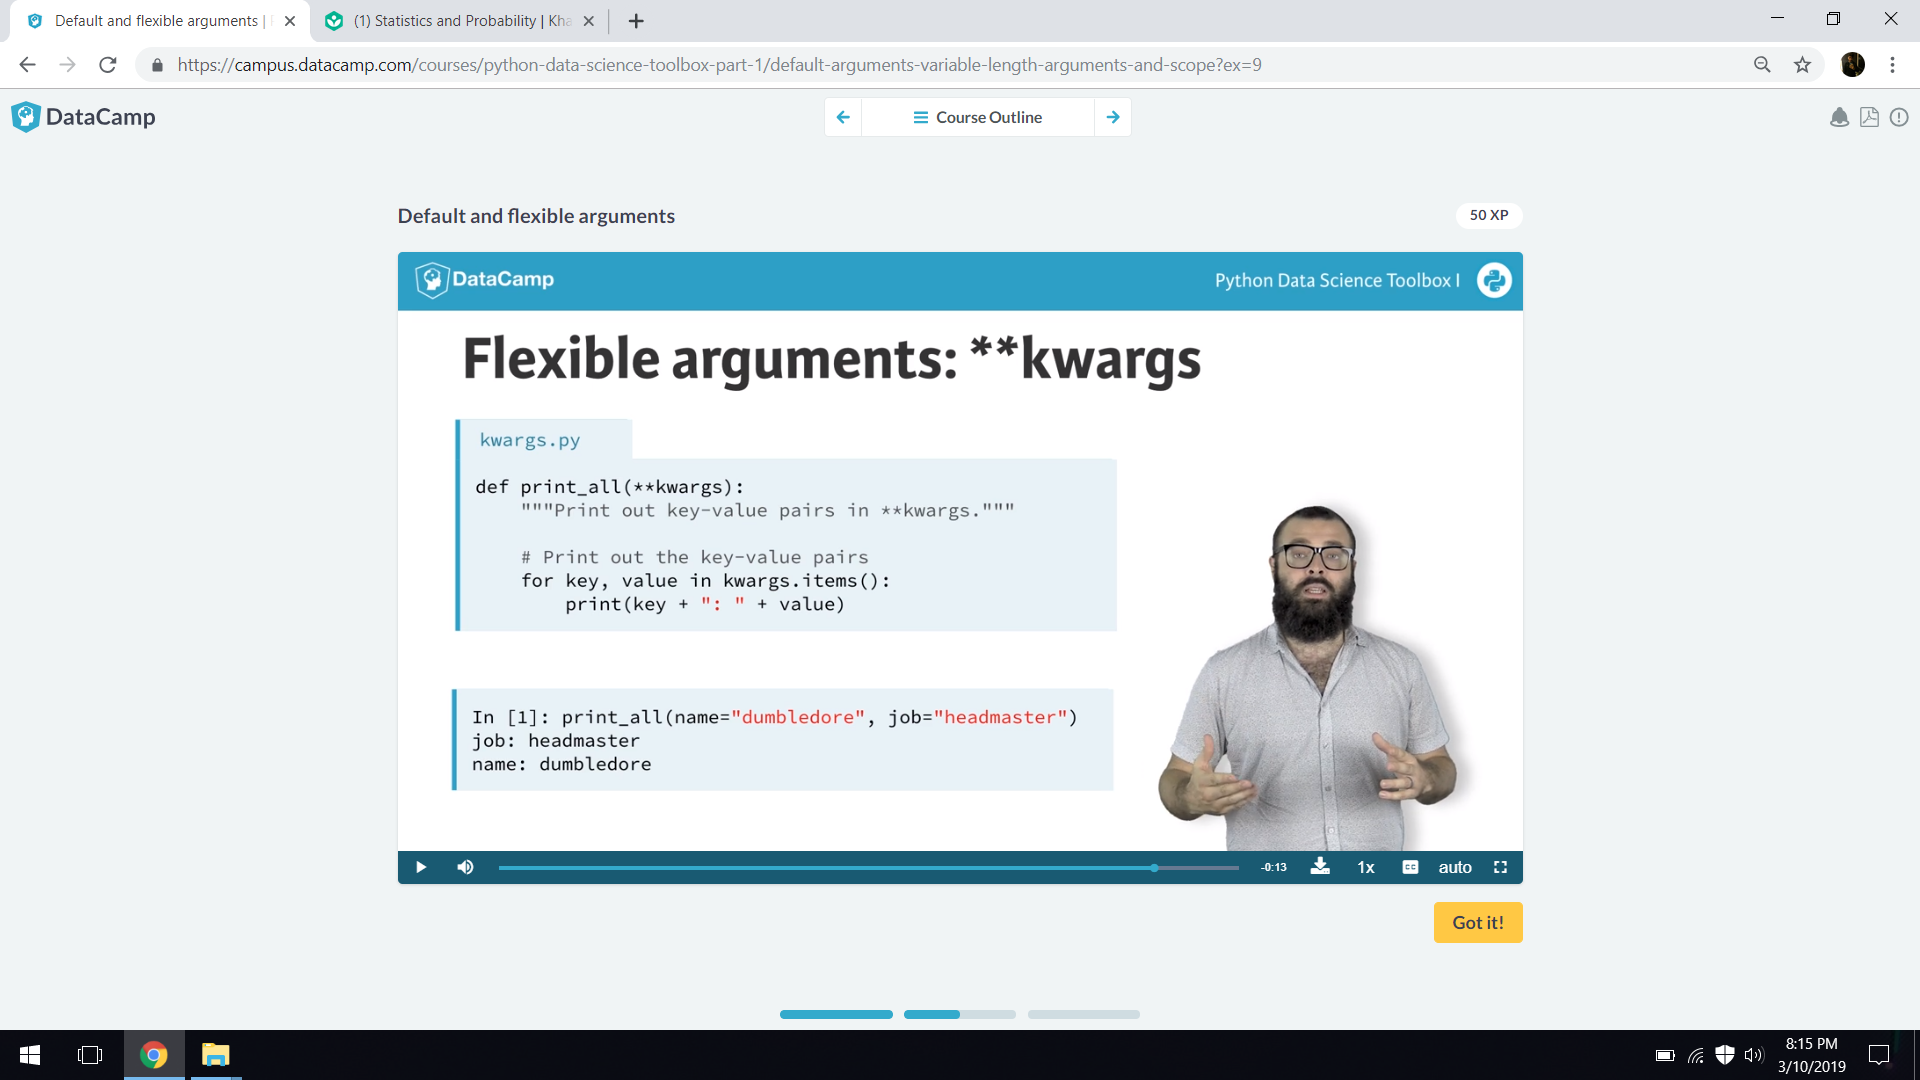 Default and flexible arguments |
(1) Statistics and Probability | Kha
https://campus.datacamp.com/courses/python-data-science-toolbox-part-1/default-arguments-variable-length-arguments-and-scope?ex=9
DataCamp
Course Outline
Default and flexible arguments
50 XP
DataCamp
Python Data Science Toolbox I
Flexible arguments: **kwargs
kwargs.py
def print_all(**kwargs):
    """Print out key-value pairs in **kwargs."""
    # Print out the key-value pairs
    for key, value in kwargs.items():
        print(key + ": " + value)
In [1]: print_all(name="dumbledore", job="headmaster")
job: headmaster
name: dumbledore
-0:13
1x
CC
auto
Got it!
8:15 PM
3/10/2019